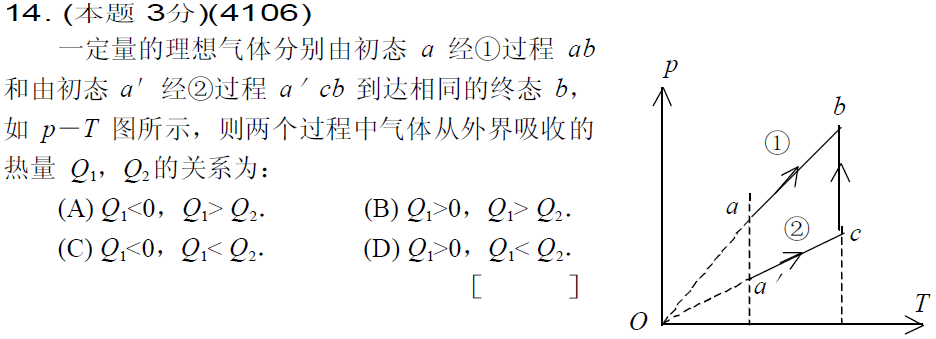 14. (本题 3分)(4106)
一定量的理想气体分别由初态 a 经①过程 ab
和由初态 a′ 经②过程 a′cb 到达相同的终态 b,
如 p-T 图所示，则两个过程中气体从外界吸收的
热量 Q₁，Q₂的关系为:
(A) Q₁<0，Q₁> Q₂.
(B) Q₁>0，Q₁> Q₂.
(C) Q₁<0，Q₁< Q₂.
(D) Q₁>0，Q₁< Q₂.
[ ]
p
b
①
a
②
c
a′
O
T